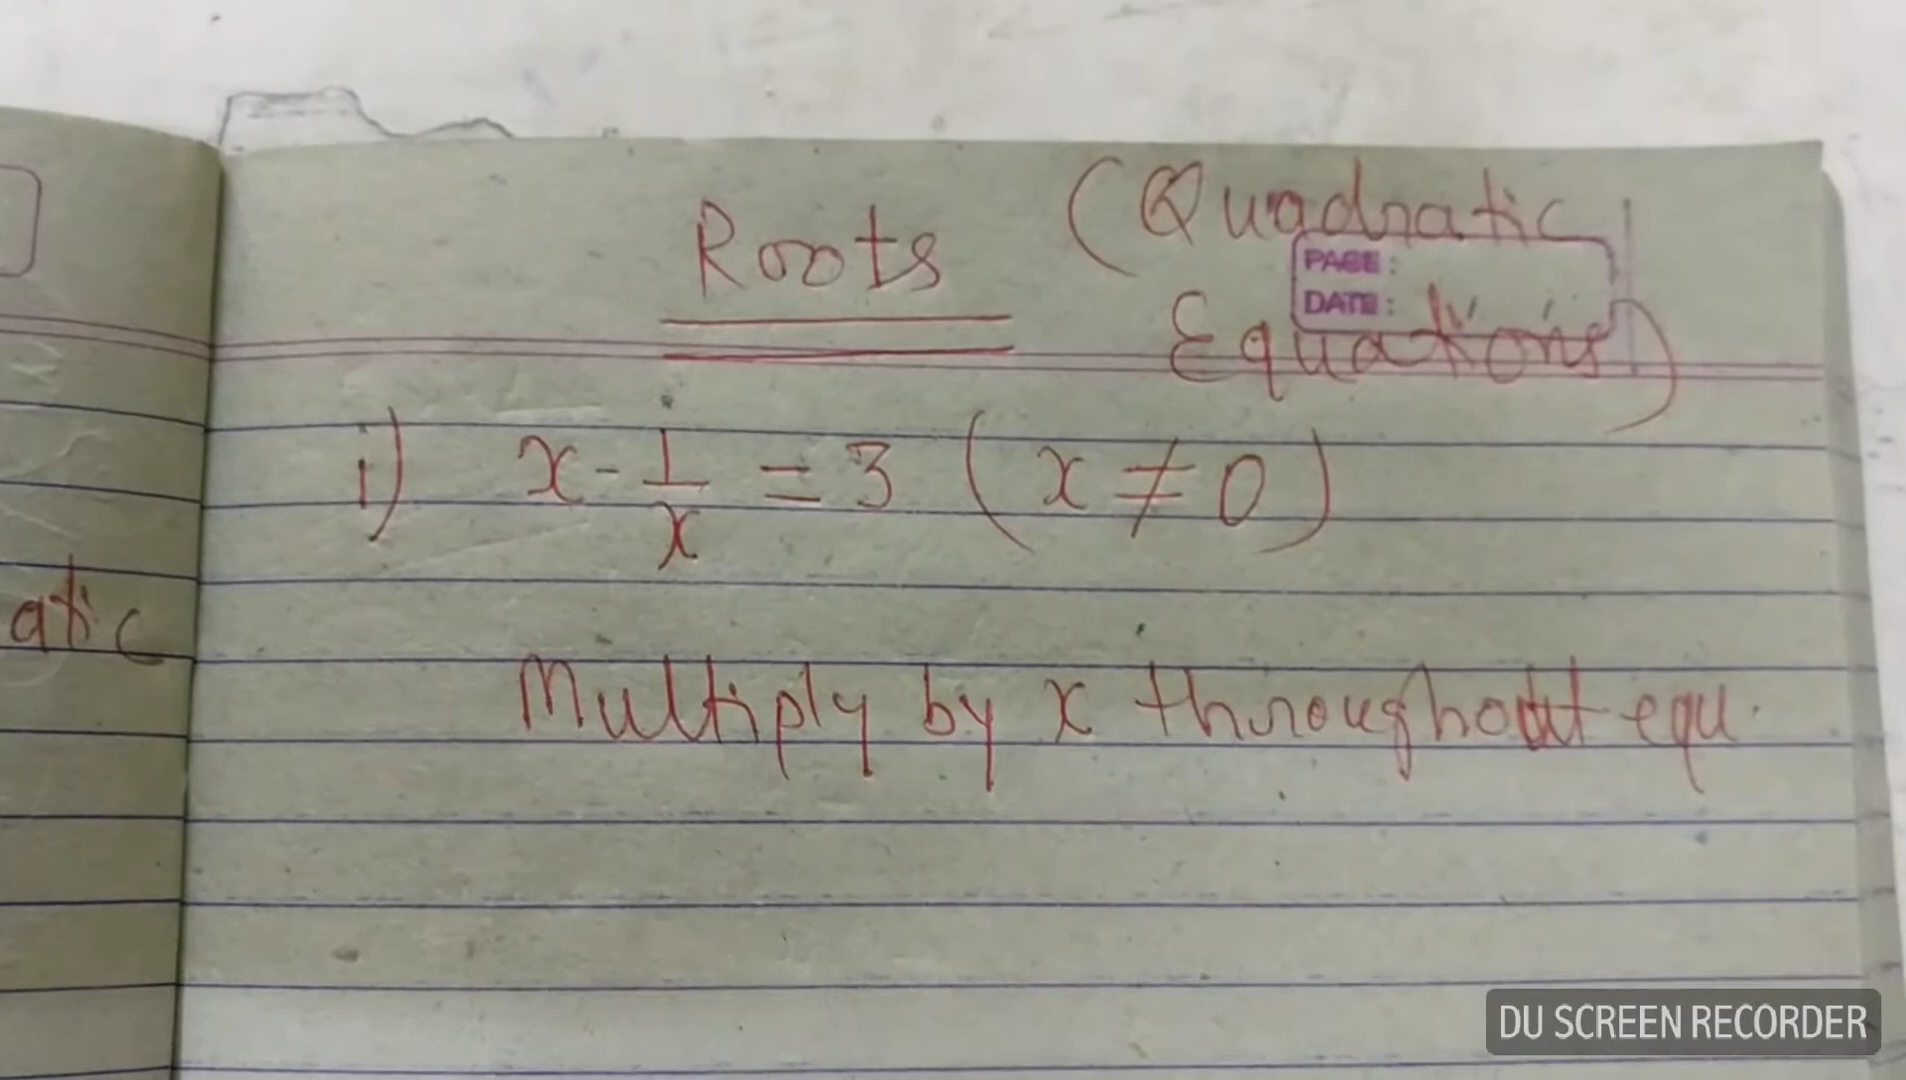 Roots (Quadratic
PAGE :
DATE :
Equations)
i) x - 1/x = 3 (x ≠ 0)
atic
Multiply by x throughout equ.
DU SCREEN RECORDER